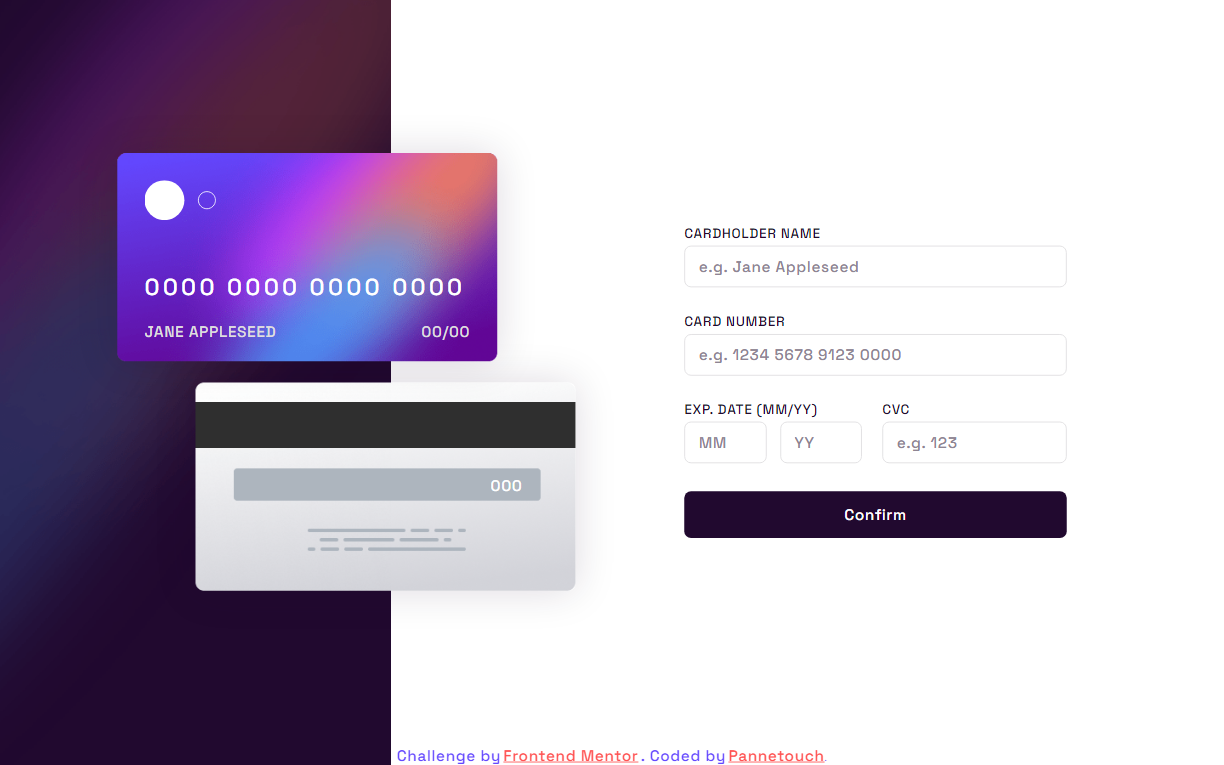 0000 0000 0000 0000
JANE APPLESEED 00/00
000
CARDHOLDER NAME
e.g. Jane Appleseed
CARD NUMBER
e.g. 1234 5678 9123 0000
EXP. DATE (MM/YY) CVC
MM YY e.g. 123
Confirm
Challenge by Frontend Mentor. Coded by Pannetouch.